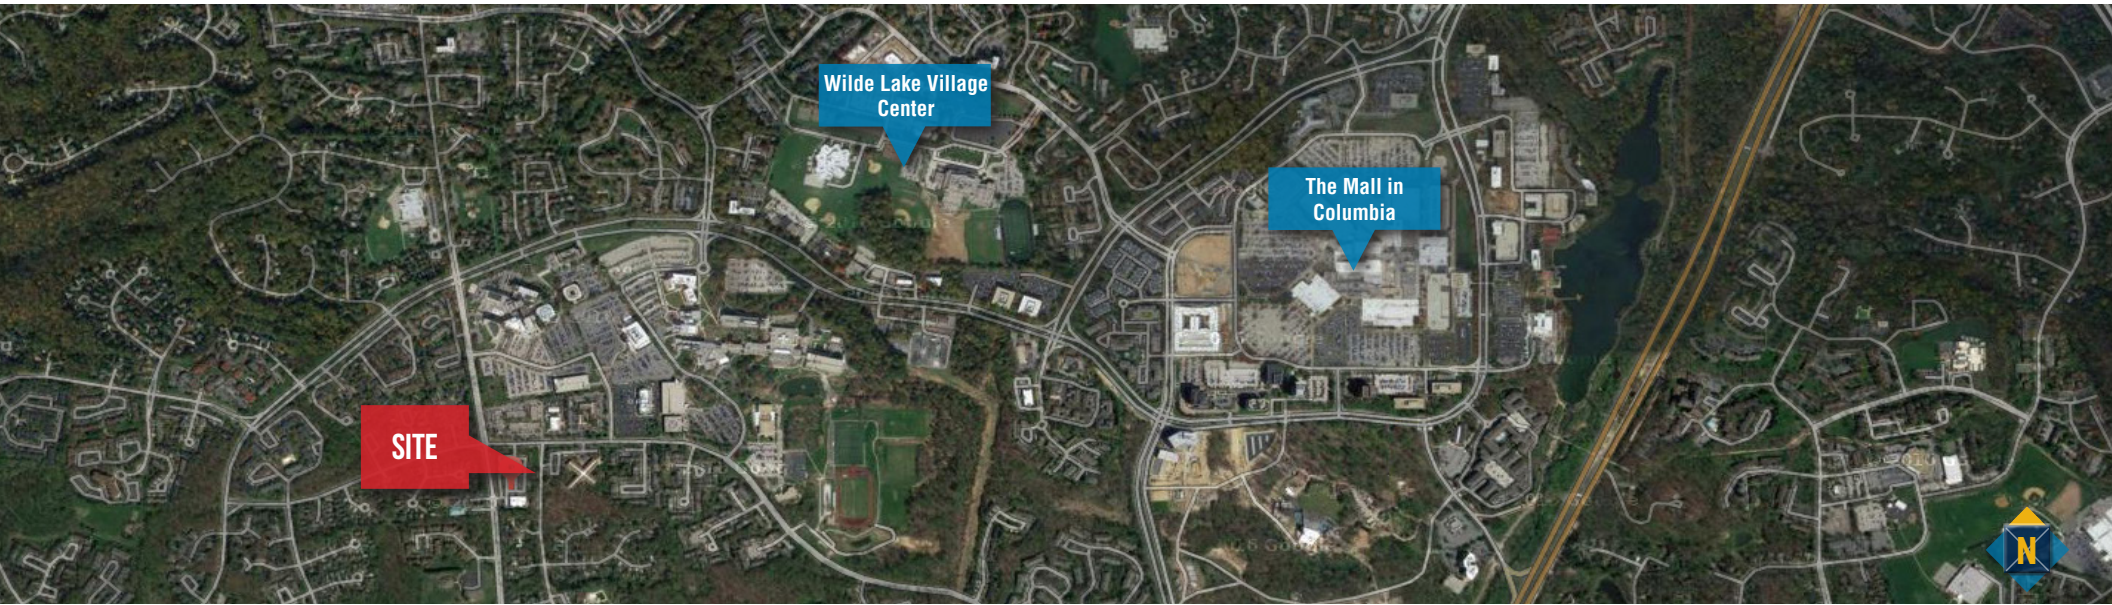 Wilde Lake Village
Center
The Mall in
Columbia
SITE
N